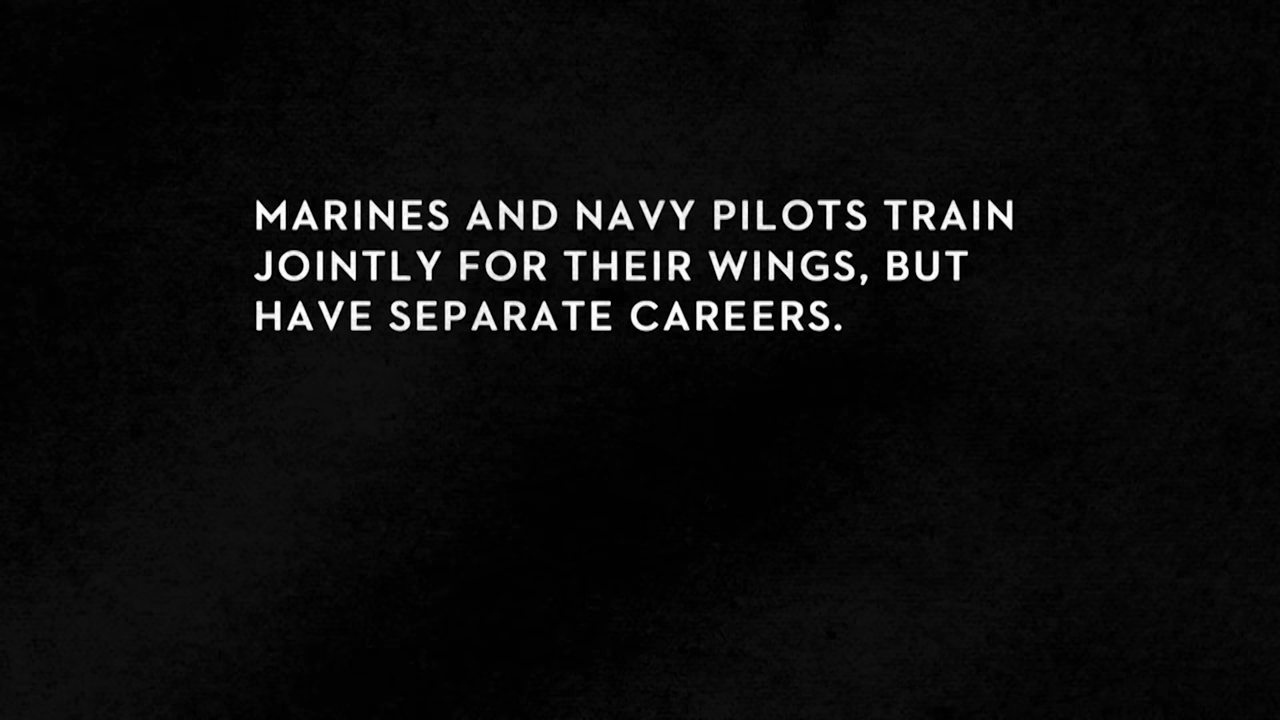 MARINES AND NAVY PILOTS TRAIN
JOINTLY FOR THEIR WINGS, BUT
HAVE SEPARATE CAREERS.